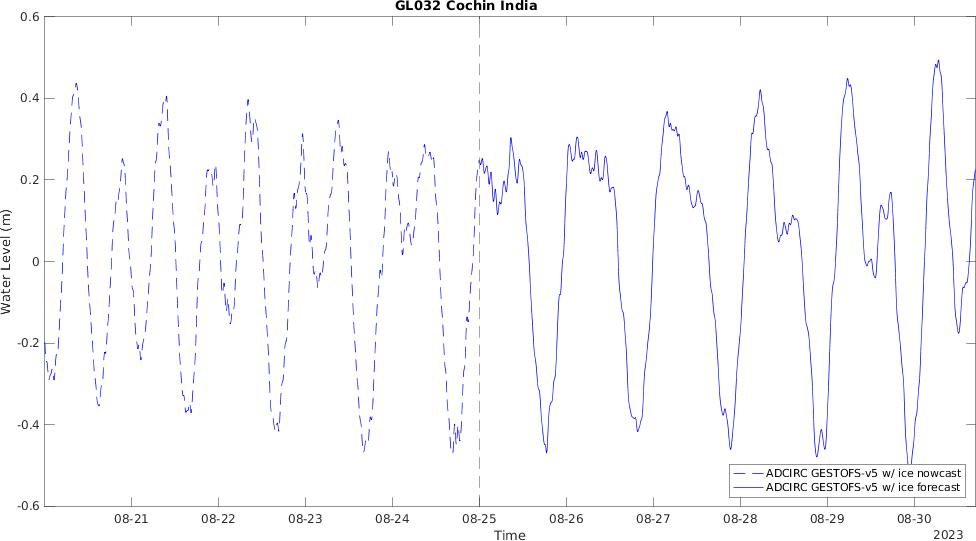 GL032 Cochin India
0.6
0.4
0.2
0
-0.2
-0.4
-0.6
Water Level (m)
08-21 08-22 08-23 08-24 08-25 08-26 08-27 08-28 08-29 08-30
2023
Time
ADCIRC GESTOFS-v5 w/ ice nowcast
ADCIRC GESTOFS-v5 w/ ice forecast